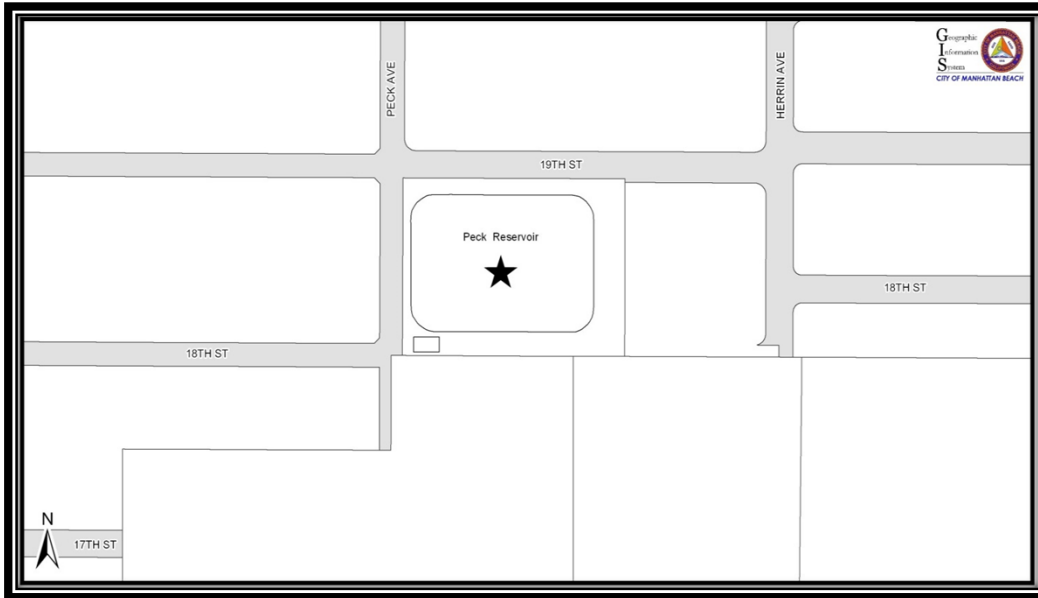 Geographic
Information
System
CITY OF MANHATTAN BEACH
PECK AVE
HERRIN AVE
19TH ST
Peck Reservoir
18TH ST
18TH ST
N
17TH ST